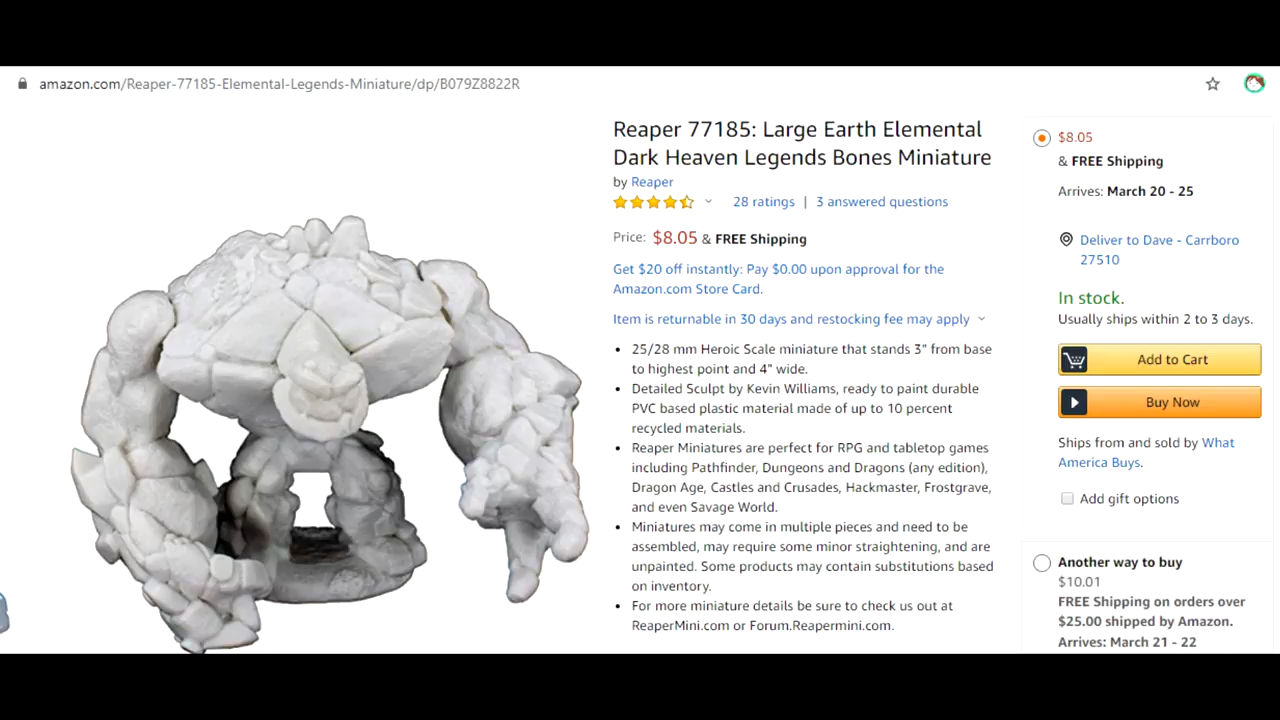 amazon.com/Reaper-77185-Elemental-Legends-Miniature/dp/B079Z8822R
Reaper 77185: Large Earth Elemental
Dark Heaven Legends Bones Miniature
by Reaper
28 ratings | 3 answered questions
Price: $8.05 & FREE Shipping
Get $20 off instantly: Pay $0.00 upon approval for the
Amazon.com Store Card.
Item is returnable in 30 days and restocking fee may apply
• 25/28 mm Heroic Scale miniature that stands 3" from base
to highest point and 4" wide.
• Detailed Sculpt by Kevin Williams, ready to paint durable
PVC based plastic material made of up to 10 percent
recycled materials.
• Reaper Miniatures are perfect for RPG and tabletop games
including Pathfinder, Dungeons and Dragons (any edition),
Dragon Age, Castles and Crusades, Hackmaster, Frostgrave,
and even Savage World.
• Miniatures may come in multiple pieces and need to be
assembled, may require some minor straightening, and are
unpainted. Some products may contain substitutions based
on inventory.
• For more miniature details be sure to check us out at
ReaperMini.com or Forum.Reapermini.com.
$8.05
& FREE Shipping
Arrives: March 20 - 25
Deliver to Dave - Carrboro
27510
In stock.
Usually ships within 2 to 3 days.
Add to Cart
Buy Now
Ships from and sold by What
America Buys.
Add gift options
Another way to buy
$10.01
FREE Shipping on orders over
$25.00 shipped by Amazon.
Arrives: March 21 - 22